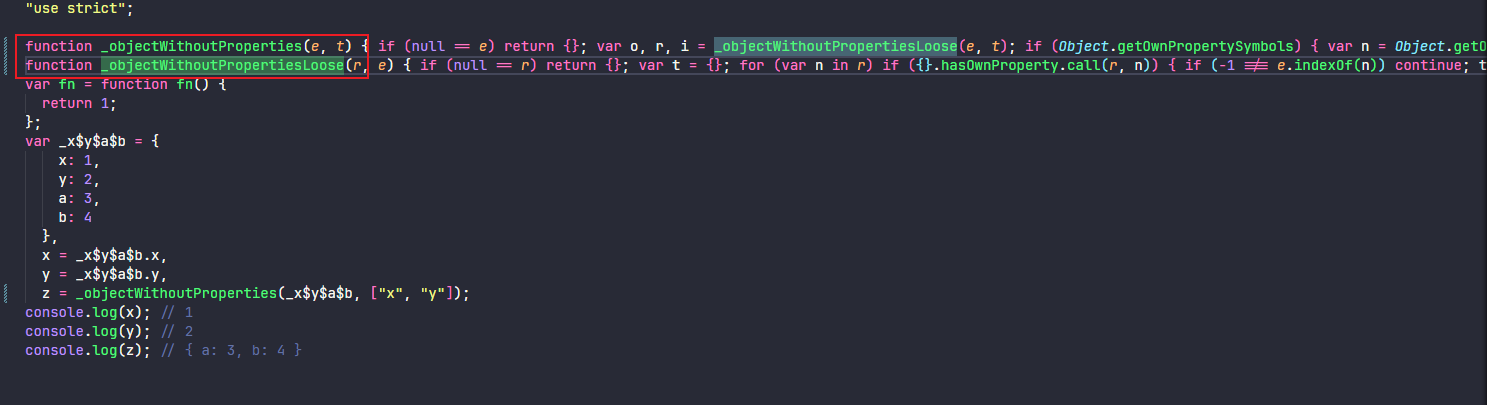 "use strict";
function _objectWithoutProperties(e, t) { if (null == e) return {}; var o, r, i = _objectWithoutPropertiesLoose(e, t); if (Object.getOwnPropertySymbols) { var n = Object.getO
function _objectWithoutPropertiesLoose(r, e) { if (null == r) return {}; var t = {}; for (var n in r) if ({}.hasOwnProperty.call(r, n)) { if (-1 !== e.indexOf(n)) continue; t
var fn = function fn() {
return 1;
};
var _x$y$a$b = {
x: 1,
y: 2,
a: 3,
b: 4
},
x = _x$y$a$b.x,
y = _x$y$a$b.y,
z = _objectWithoutProperties(_x$y$a$b, ["x", "y"]);
console.log(x); // 1
console.log(y); // 2
console.log(z); // { a: 3, b: 4 }